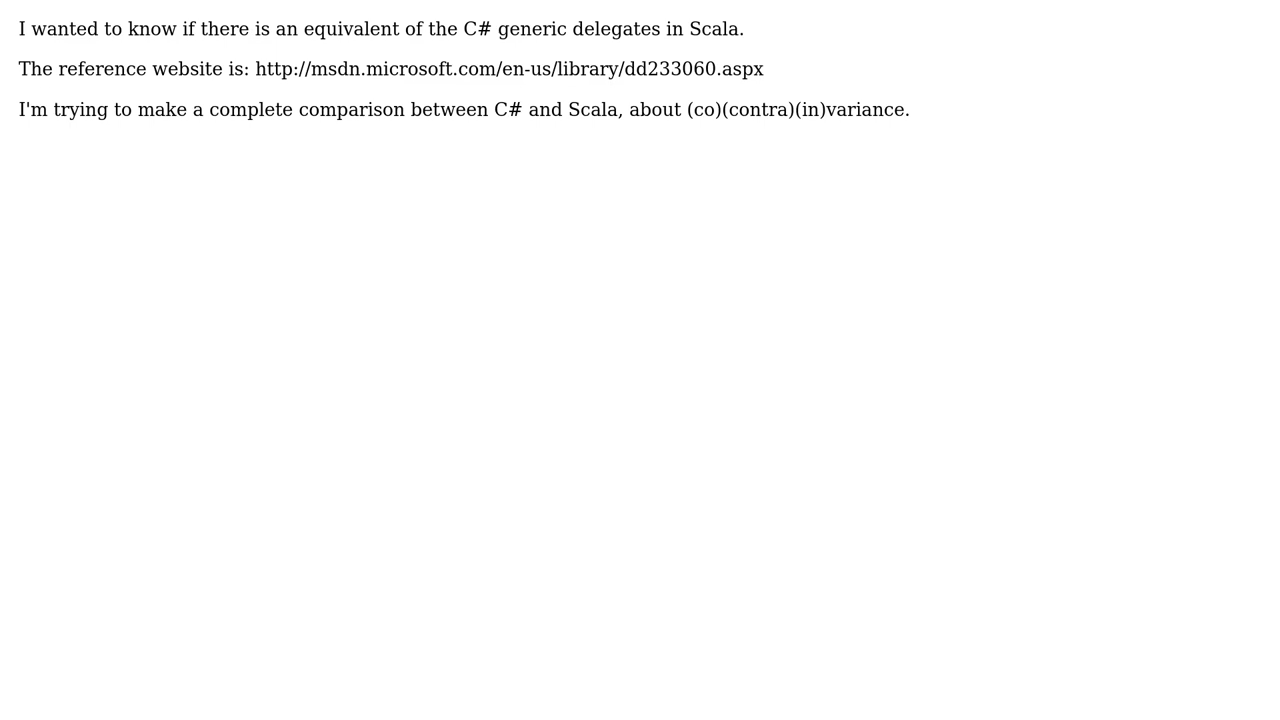 I wanted to know if there is an equivalent of the C# generic delegates in Scala.
The reference website is: http://msdn.microsoft.com/en-us/library/dd233060.aspx
I'm trying to make a complete comparison between C# and Scala, about (co)(contra)(in)variance.